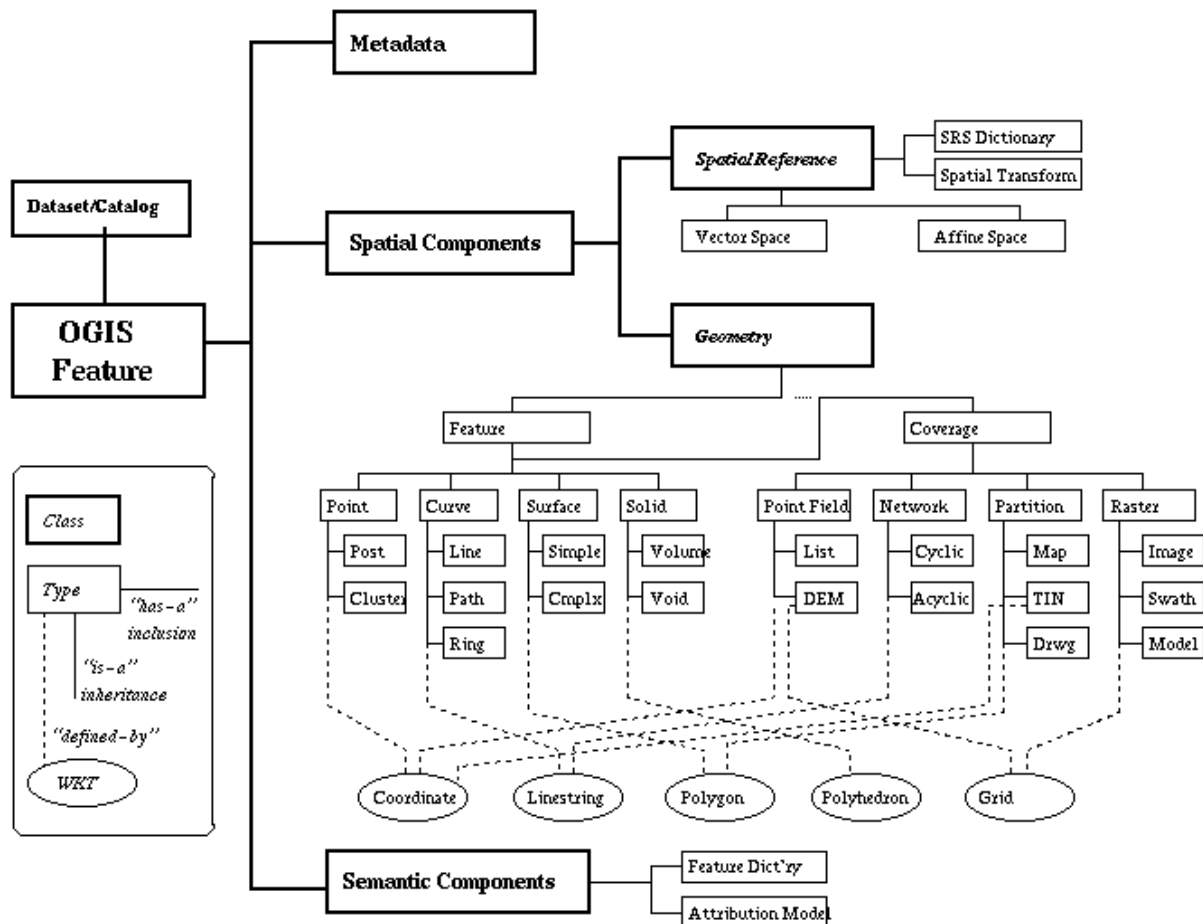 Metadata
SRS Dictionary
Spatial Reference
Spatial Transform
Dataset/Catalog
Vector Space
Affine Space
Spatial Components
OGIS
Feature
Geometry
Feature
Coverage
Point
Curve
Surface
Solid
Point Field
Network
Partition
Raster
Post
Line
Simple
Volume
List
Cyclic
Map
Image
Cluster
Path
Cmplx
Void
DEM
Acyclic
TIN
Swath
Ring
Drwg
Model
Class
Type
"has-a"
inclusion
"is-a"
inheritance
"defined-by"
WKT
Coordinate
Linestring
Polygon
Polyhedron
Grid
Semantic Components
Feature Dict'ry
Attribution Model